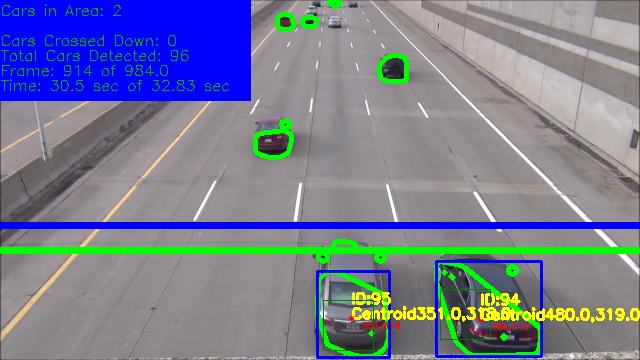 Cars in Area: 2
Cars Crossed Down: 0
Total Cars Detected: 96
Frame: 914 of 984.0
Time: 30.5 sec of 32.83 sec
ID:95
ID:94
Centroid480.0,319.0